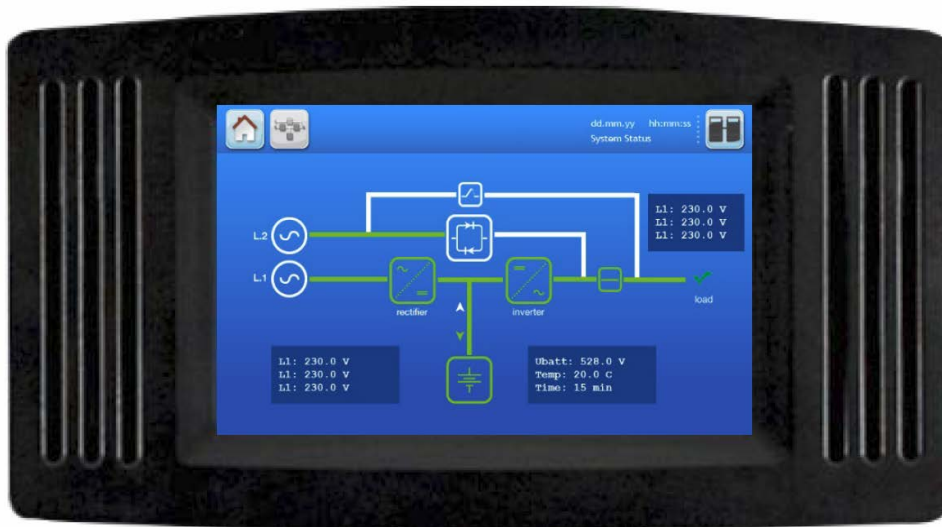 dd.mm.yy hh:mm:ss
System Status
L1: 230.0 V
L1: 230.0 V
L1: 230.0 V
L.2
L.1
load
rectifier
inverter
L1: 230.0 V
L1: 230.0 V
L1: 230.0 V
Ubatt: 528.0 V
Temp: 20.0 C
Time: 15 min